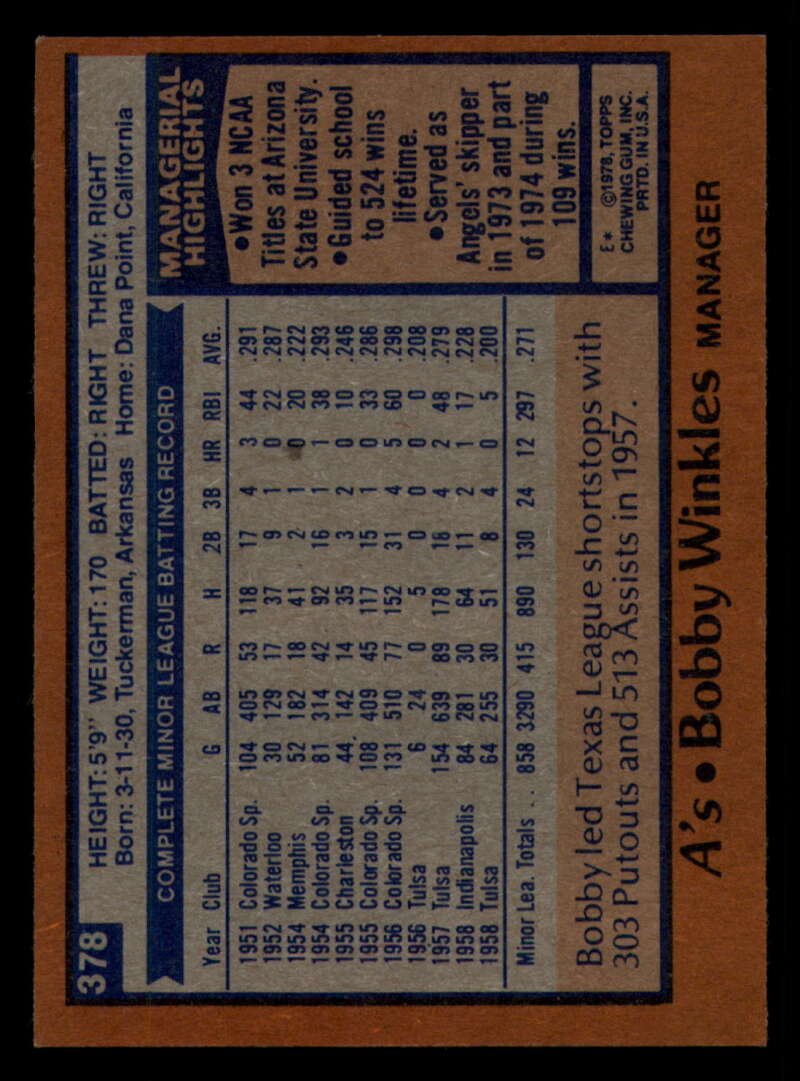 378
HEIGHT: 5'9" WEIGHT: 170 BATTED: RIGHT THREW: RIGHT
Born: 3-11-30, Tuckerman, Arkansas Home: Dana Point, California
COMPLETE MINOR LEAGUE BATTING RECORD
Year Club G AB R H 2B 3B HR RBI AVG.
1951 Colorado Sp. 104 405 53 118 17 4 3 44 .291
1952 Waterloo 30 129 17 37 9 1 0 22 .287
1954 Memphis 52 182 18 41 2 1 0 20 .222
1954 Colorado Sp. 81 314 42 92 16 1 1 38 .293
1955 Charleston 44 142 14 35 3 2 0 10 .246
1955 Colorado Sp. 108 409 45 117 15 1 0 33 .286
1956 Colorado Sp. 131 510 77 152 31 4 5 60 .298
1956 Tulsa 6 24 0 5 0 0 0 0 .208
1957 Tulsa 154 639 89 178 18 4 2 48 .279
1958 Indianapolis 84 281 30 64 11 2 1 17 .228
1958 Tulsa 64 255 30 51 8 4 0 5 .200
Minor Lea. Totals .. 858 3290 415 890 130 24 12 297 .271
Bobby led Texas League shortstops with
303 Putouts and 513 Assists in 1957.
MANAGERIAL
HIGHLIGHTS
•Won 3 NCAA
Titles at Arizona
State University.
•Guided school
to 524 wins
lifetime.
•Served as
Angels' skipper
in 1973 and part
of 1974 during
109 wins.
E* ©1978, TOPPS
CHEWING GUM, INC.
PRTD. IN U.S.A.
A's • Bobby Winkles MANAGER